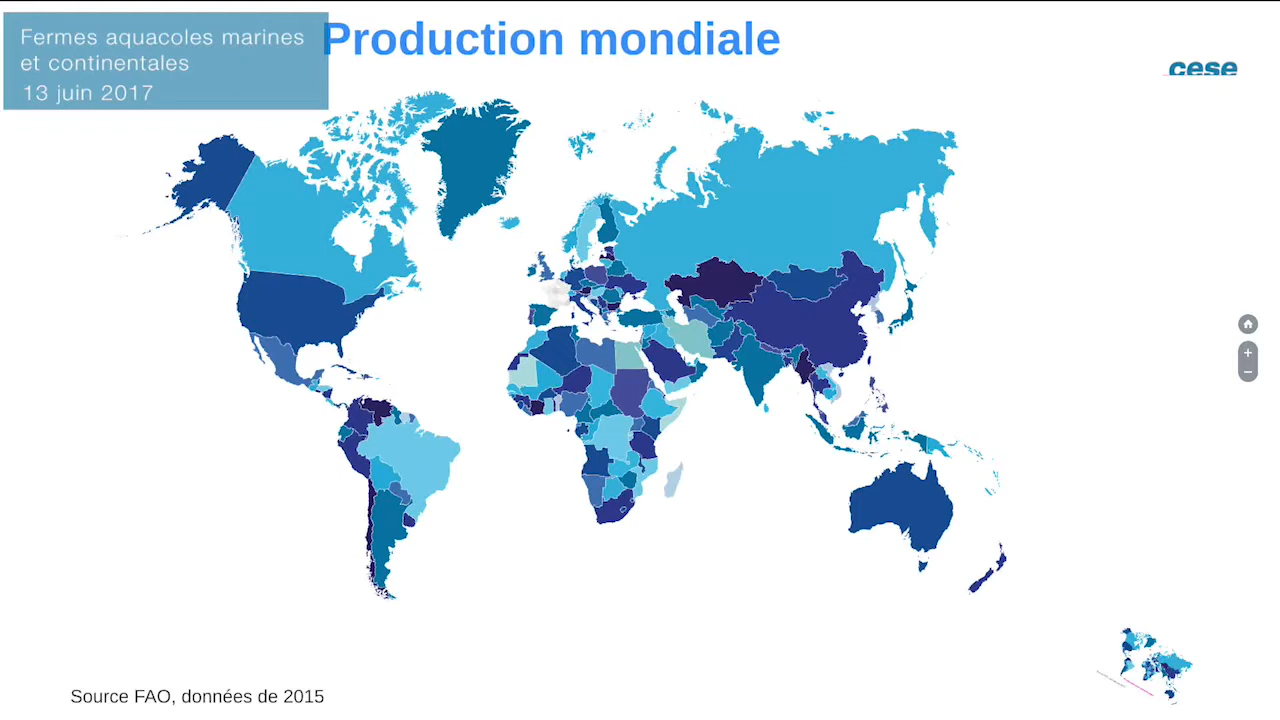 Fermes aquacoles marines
et continentales
13 juin 2017
Production mondiale
cese
Source FAO, données de 2015